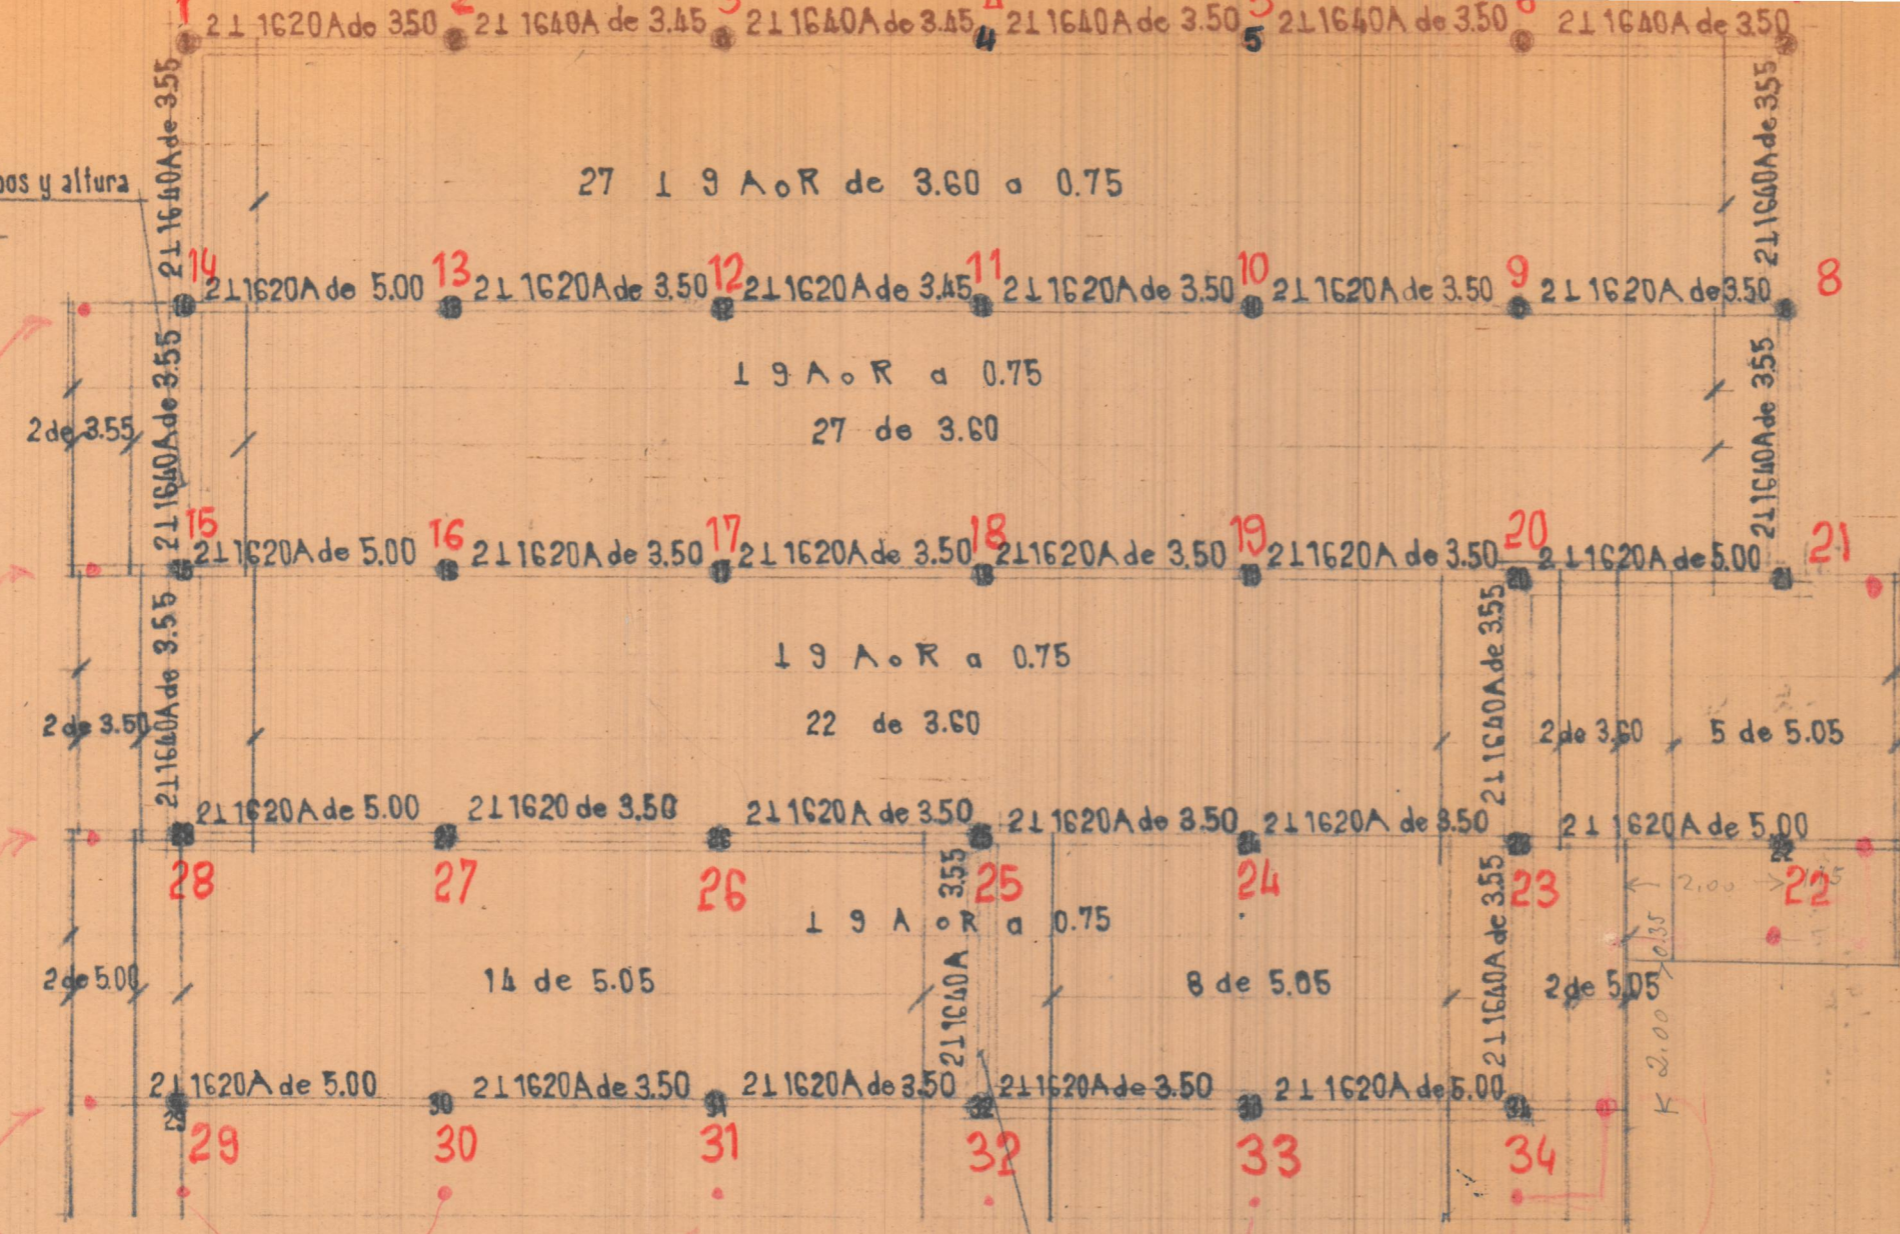 2⊥ 1620A de 3.50 2⊥ 1640A de 3.45 2⊥ 1640A de 3.45 2⊥ 1640A de 3.50 2⊥ 1640A de 3.50 2⊥ 1640A de 3.50
4 5
2⊥1640A de 3.55
2⊥1640A de 3.55
y altura
27 ⊥ 9 AoR de 3.60 a 0.75
14 13 12 11 10 9 8
2⊥1620A de 5.00 2⊥ 1620A de 3.50 2⊥1620A de 3.45 2⊥1620A de 3.50 2⊥1620A de 3.50 2⊥ 1620A de 3.50
2⊥1640A de 3.55
2⊥1640A de 3.55
⊥ 9 AoR a 0.75
2 de 3.55
27 de 3.60
15 16 17 18 19 20 21
2⊥1620A de 5.00 2⊥1620A de 3.50 2⊥ 1620A de 3.50 2⊥1620A de 3.50 2⊥1620A de 3.50 2⊥1620A de 5.00
2⊥1640A de 3.55
2⊥1640A de 3.55
⊥ 9 AoR a 0.75
2 de 3.50
22 de 3.60
2 de 3.60
5 de 5.05
2⊥1620A de 5.00 2⊥1620 de 3.50 2⊥1620A de 3.50 2⊥ 1620A de 3.50 2⊥1620A de 3.50 2⊥ 1620A de 5.00
28 27 26 25 24 23 22
2.00
2⊥1640A 3.55
2⊥1640A de 3.55
⊥ 9 AoR a 0.75
2 de 5.00
14 de 5.05
8 de 5.05
2 de 5.05
K 2.00 > 0.35
2⊥1620A de 5.00 2⊥1620A de 3.50 2⊥1620A de 3.50 2⊥1620A de 3.50 2⊥ 1620A de 5.00
30
29 30 31 32 33 34